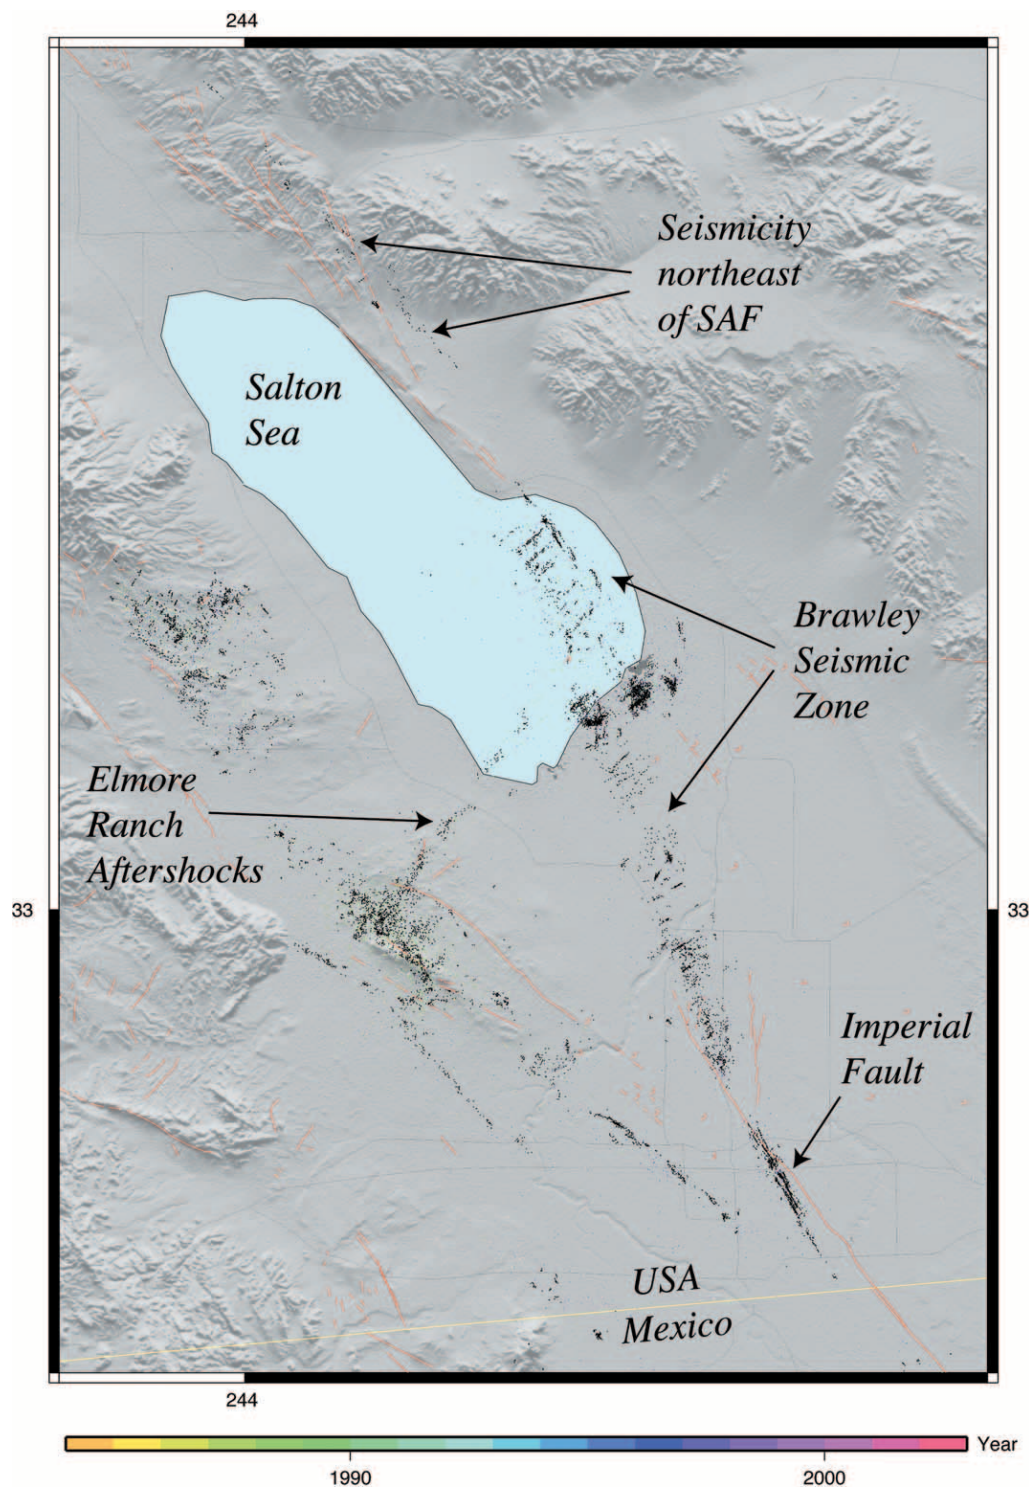 244
Seismicity
northeast
of SAF
Salton
Sea
Brawley
Seismic
Zone
Elmore
Ranch
Aftershocks
33
33
Imperial
Fault
USA
Mexico
244
Year
1990
2000